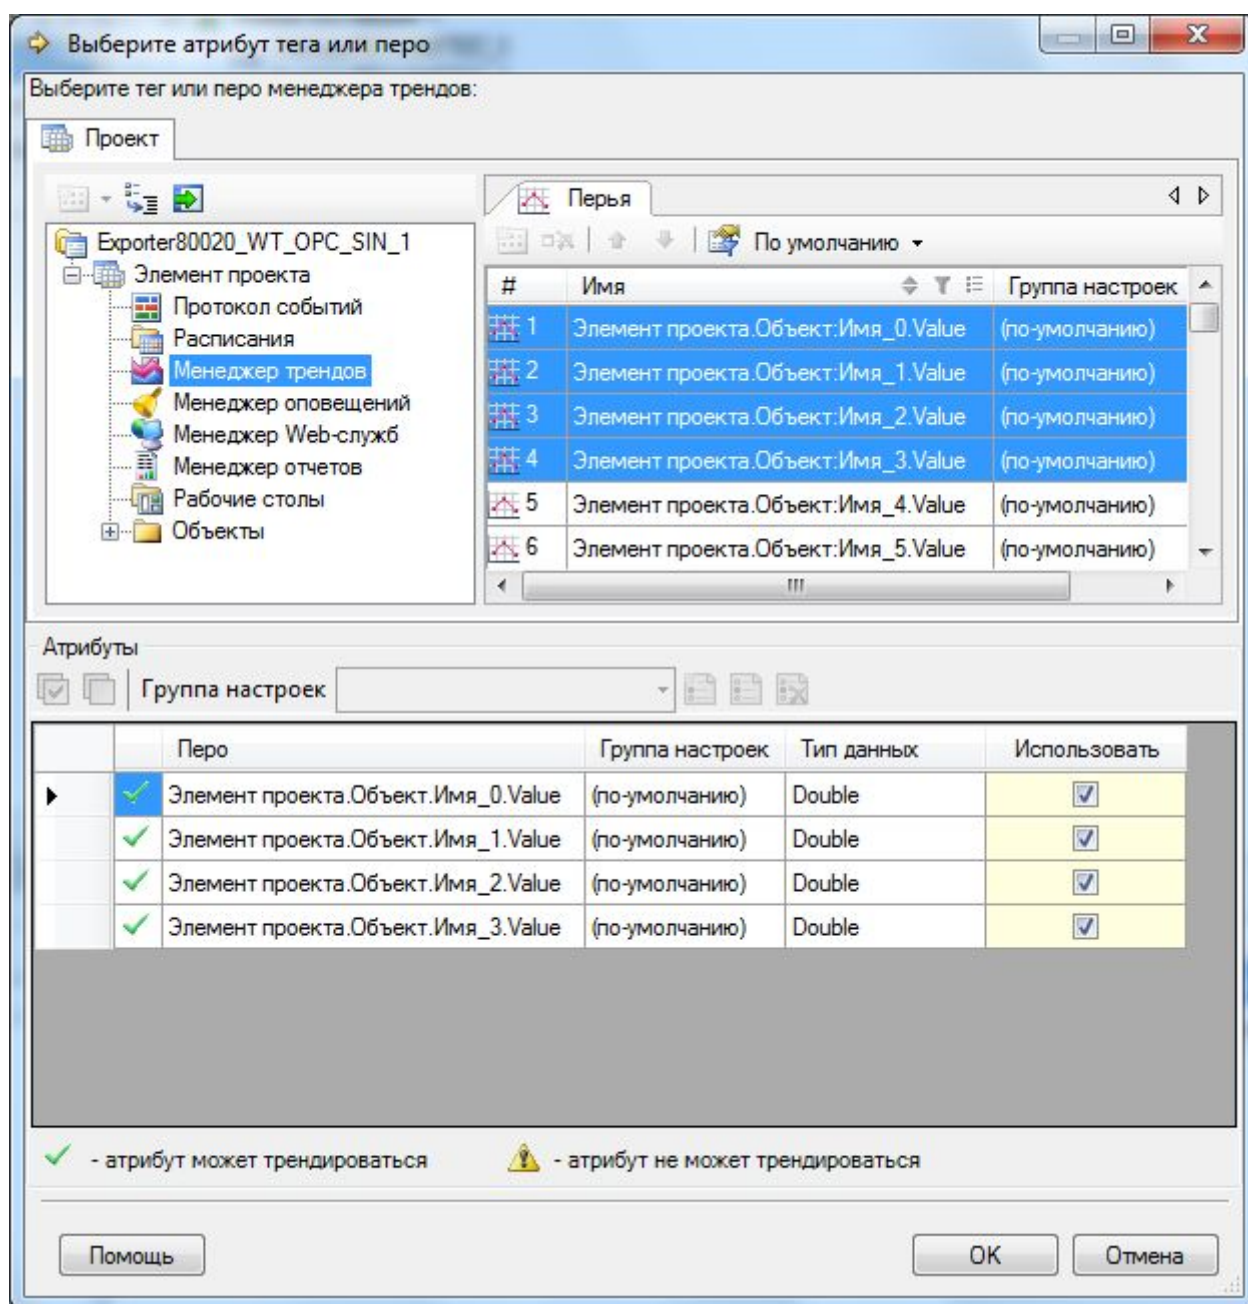 Выберите атрибут тега или перо
Выберите тег или перо менеджера трендов:
Проект
Exporter80020_WT_OPC_SIN_1
Элемент проекта
Протокол событий
Расписания
Менеджер трендов
Менеджер оповещений
Менеджер Web-служб
Менеджер отчетов
Рабочие столы
Объекты
Перья
По умолчанию
# Имя Группа настроек
1 Элемент проекта.Объект:Имя_0.Value (по-умолчанию)
2 Элемент проекта.Объект:Имя_1.Value (по-умолчанию)
3 Элемент проекта.Объект:Имя_2.Value (по-умолчанию)
4 Элемент проекта.Объект:Имя_3.Value (по-умолчанию)
5 Элемент проекта.Объект:Имя_4.Value (по-умолчанию)
6 Элемент проекта.Объект:Имя_5.Value (по-умолчанию)
Атрибуты
Группа настроек
Перо Группа настроек Тип данных Использовать
Элемент проекта.Объект.Имя_0.Value (по-умолчанию) Double
Элемент проекта.Объект.Имя_1.Value (по-умолчанию) Double
Элемент проекта.Объект.Имя_2.Value (по-умолчанию) Double
Элемент проекта.Объект.Имя_3.Value (по-умолчанию) Double
- атрибут может трендироваться - атрибут не может трендироваться
Помощь OK Отмена